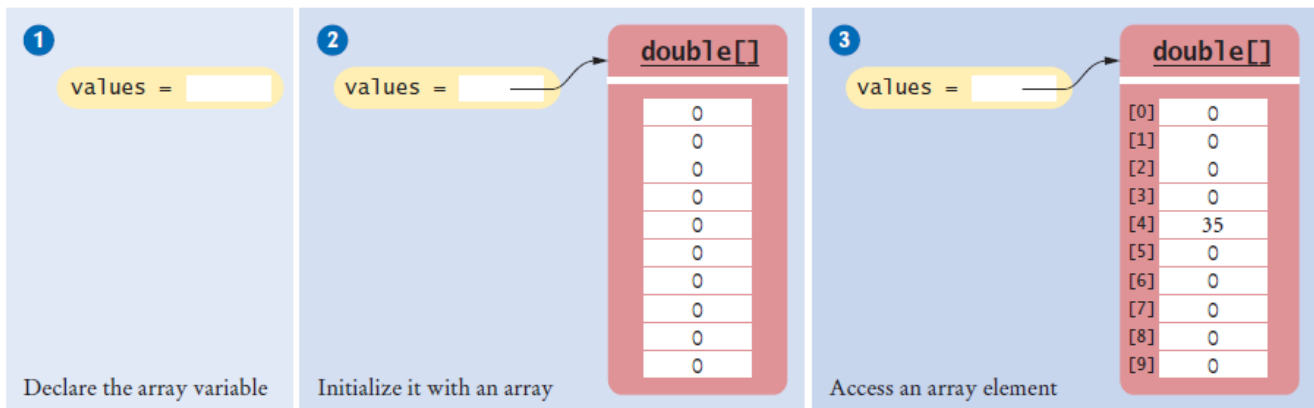 1
values =
Declare the array variable
2
values =
double[]
0
0
0
0
0
0
0
0
0
0
Initialize it with an array
3
values =
double[]
[0] 0
[1] 0
[2] 0
[3] 0
[4] 35
[5] 0
[6] 0
[7] 0
[8] 0
[9] 0
Access an array element